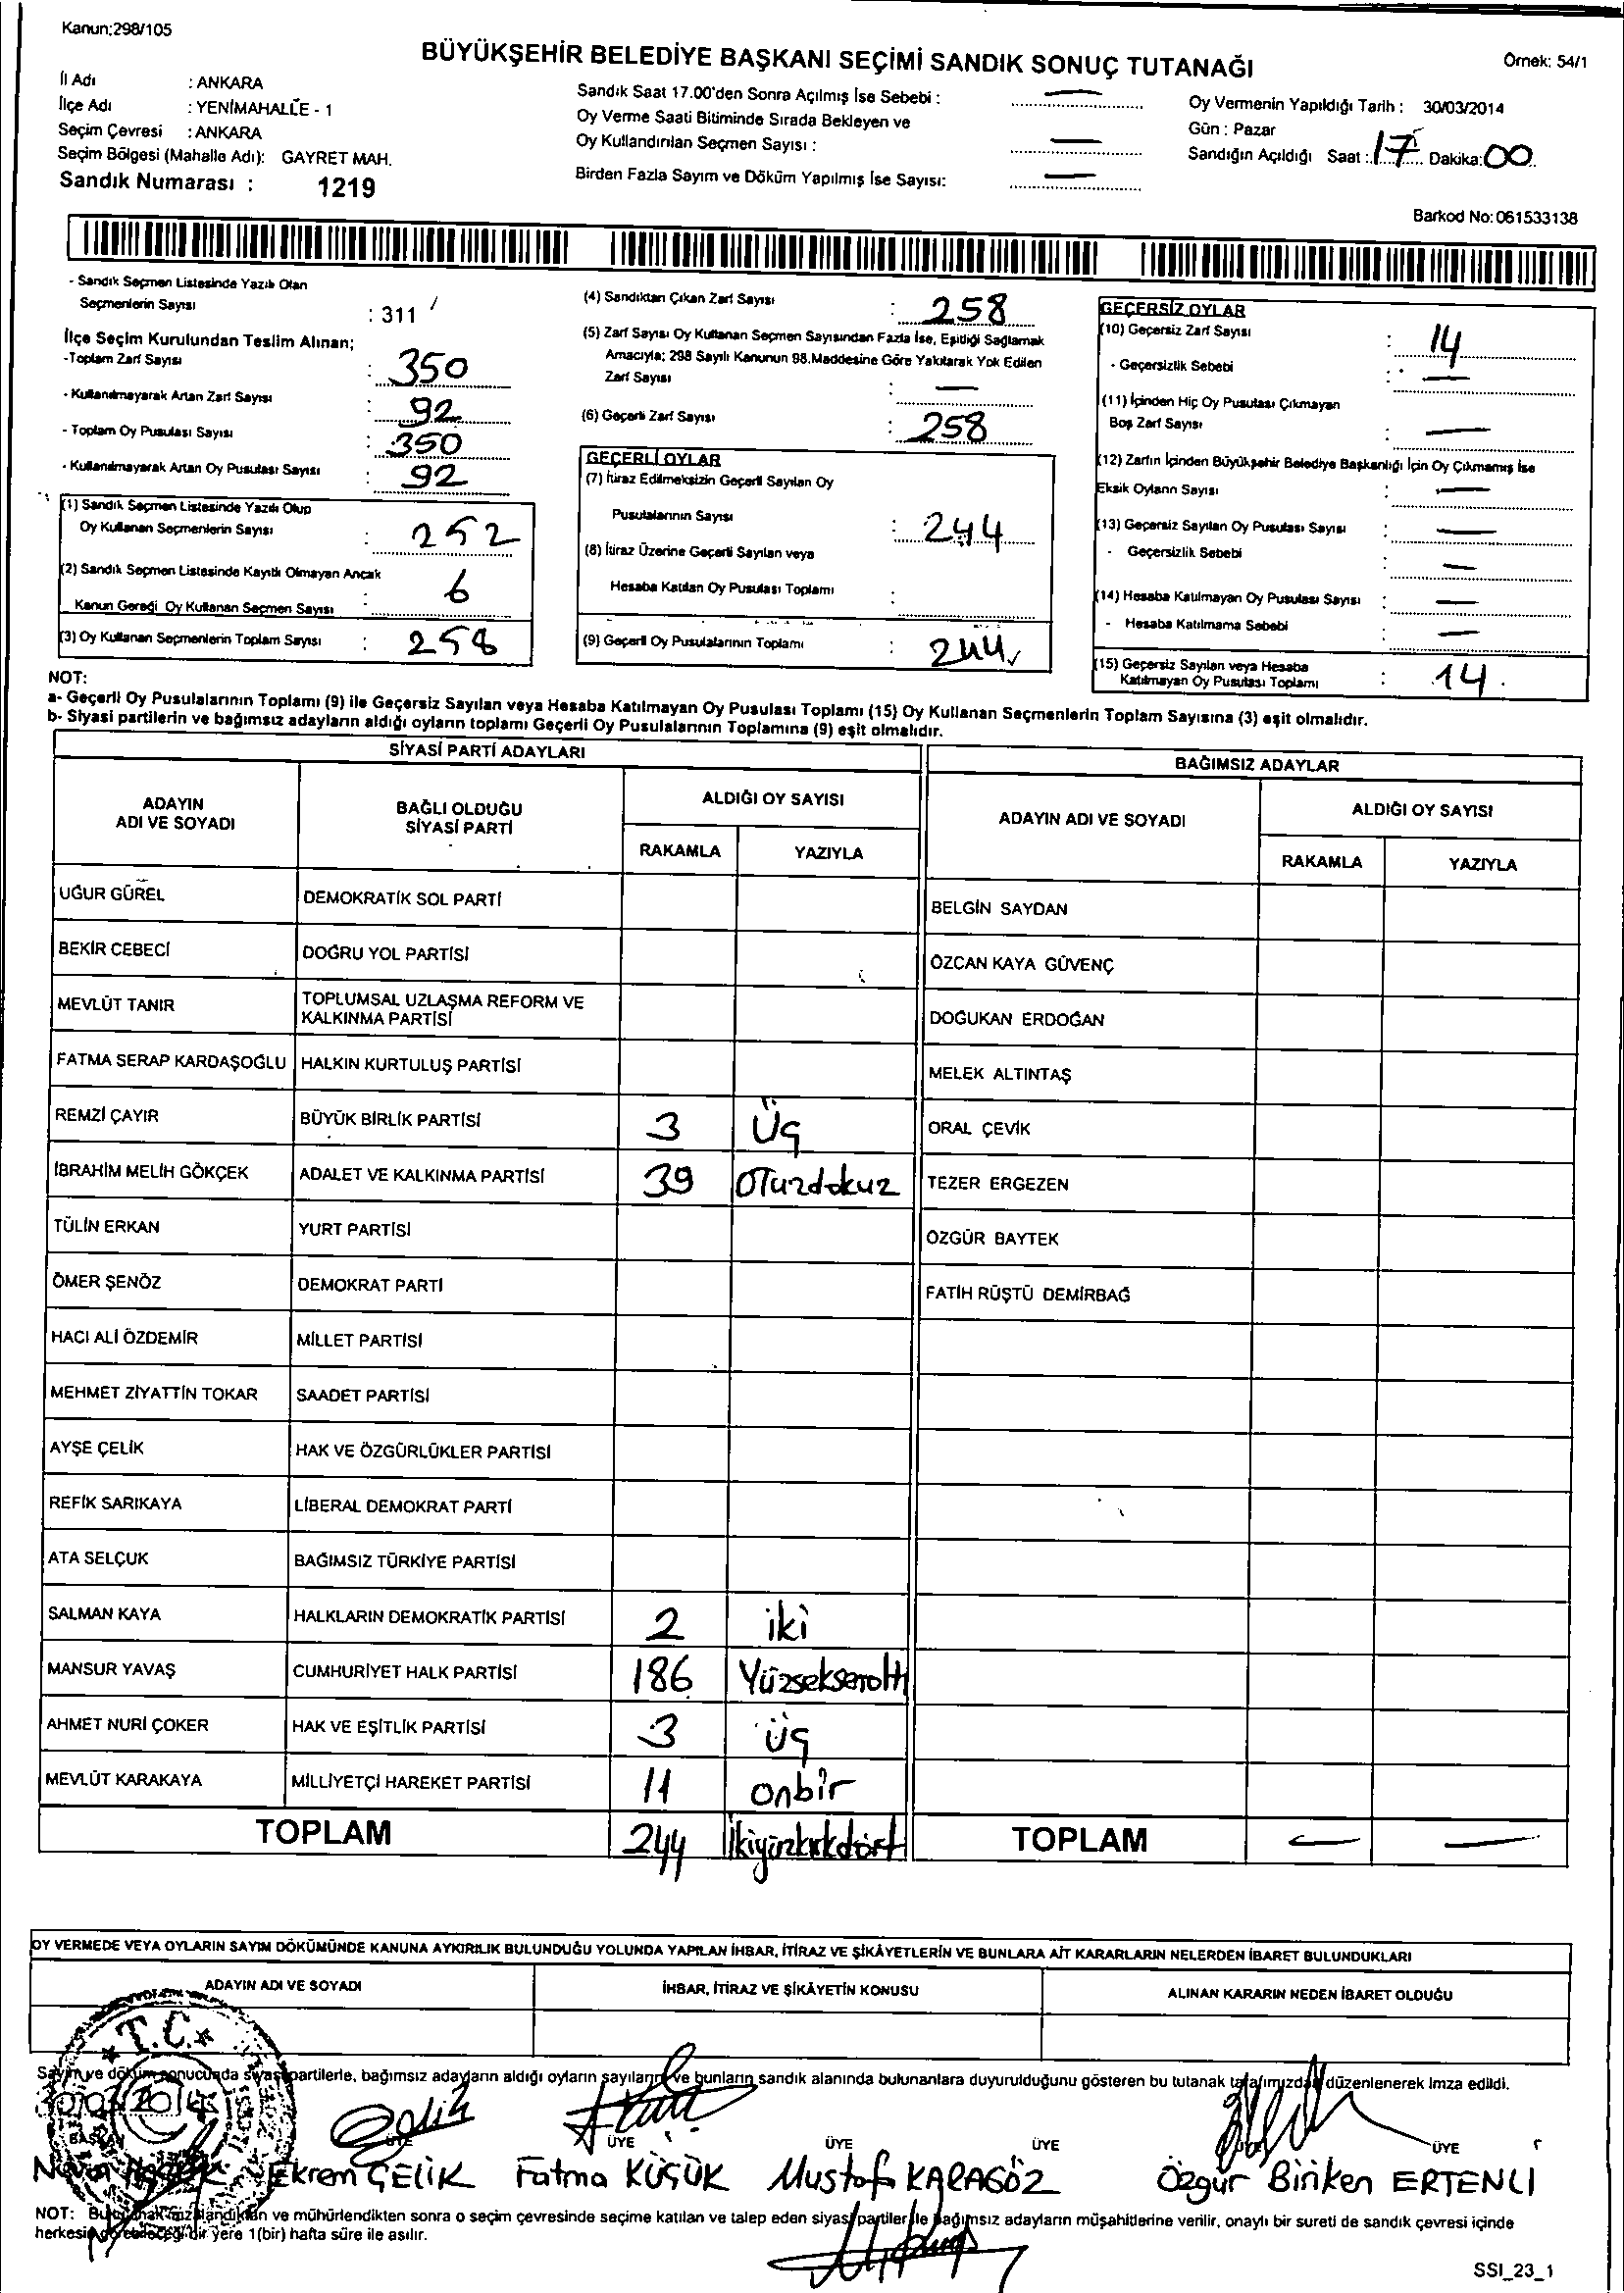 Kanun:298/105
BÜYÜKŞEHİR BELEDİYE BAŞKANI SEÇİMİ SANDIK SONUÇ TUTANAĞI
Örnek: 54/1
İl Adı : ANKARA
İlçe Adı : YENİMAHALLE - 1
Seçim Çevresi : ANKARA
Seçim Bölgesi (Mahalle Adı): GAYRET MAH.
Sandık Numarası : 1219
Sandık Saat 17.00'den Sonra Açılmış İse Sebebi : —
Oy Verme Saati Bitiminde Sırada Bekleyen ve
Oy Kullandırılan Seçmen Sayısı : —
Birden Fazla Sayım ve Döküm Yapılmış İse Sayısı: —
Oy Vermenin Yapıldığı Tarih : 30/03/2014
Gün : Pazar
Sandığın Açıldığı Saat : 17 Dakika: 00
Barkod No: 061533138
- Sandık Seçmen Listesinde Yazılı Olan
Seçmenlerin Sayısı : 311
İlçe Seçim Kurulundan Teslim Alınan;
-Toplam Zarf Sayısı : 350
- Kullanılmayarak Artan Zarf Sayısı : 92
- Toplam Oy Pusulası Sayısı : 350
- Kullanılmayarak Artan Oy Pusulası Sayısı : 92
(1) Sandık Seçmen Listesinde Yazılı Olup
Oy Kullanan Seçmenlerin Sayısı : 252
(2) Sandık Seçmen Listesinde Kayıtlı Olmayan Ancak
Kanun Gereği Oy Kullanan Seçmen Sayısı : 6
(3) Oy Kullanan Seçmenlerin Toplam Sayısı : 258
(4) Sandıktan Çıkan Zarf Sayısı : 258
(5) Zarf Sayısı Oy Kullanan Seçmen Sayısından Fazla İse, Eşitliği Sağlamak
Amacıyla; 298 Sayılı Kanunun 98.Maddesine Göre Yakılarak Yok Edilen
Zarf Sayısı : —
(6) Geçerli Zarf Sayısı : 258
GEÇERLİ OYLAR
(7) İtiraz Edilmeksizin Geçerli Sayılan Oy
Pusulalarının Sayısı : 244
(8) İtiraz Üzerine Geçerli Sayılan veya
Hesaba Katılan Oy Pusulası Toplamı :
(9) Geçerli Oy Pusulalarının Toplamı : 244
GEÇERSİZ OYLAR
(10) Geçersiz Zarf Sayısı : 14
- Geçersizlik Sebebi : —
(11) İçinden Hiç Oy Pusulası Çıkmayan
Boş Zarf Sayısı : —
(12) Zarfın İçinden Büyükşehir Belediye Başkanlığı İçin Oy Çıkmamış İse
Eksik Oyların Sayısı : —
(13) Geçersiz Sayılan Oy Pusulası Sayısı : —
- Geçersizlik Sebebi : —
(14) Hesaba Katılmayan Oy Pusulası Sayısı : —
- Hesaba Katılmama Sebebi : —
(15) Geçersiz Sayılan veya Hesaba
Katılmayan Oy Pusulası Toplamı : 14
NOT:
a- Geçerli Oy Pusulalarının Toplamı (9) ile Geçersiz Sayılan veya Hesaba Katılmayan Oy Pusulası Toplamı (15) Oy Kullanan Seçmenlerin Toplam Sayısına (3) eşit olmalıdır.
b- Siyasi partilerin ve bağımsız adayların aldığı oyların toplamı Geçerli Oy Pusulalarının Toplamına (9) eşit olmalıdır.
SİYASİ PARTİ ADAYLARI
ADAYIN ADI VE SOYADI
BAĞLI OLDUĞU SİYASİ PARTİ
ALDIĞI OY SAYISI
RAKAMLA YAZIYLA
UĞUR GÜREL DEMOKRATİK SOL PARTİ
BEKİR CEBECİ DOĞRU YOL PARTİSİ
MEVLÜT TANIR TOPLUMSAL UZLAŞMA REFORM VE KALKINMA PARTİSİ
FATMA SERAP KARDAŞOĞLU HALKIN KURTULUŞ PARTİSİ
REMZİ ÇAYIR BÜYÜK BİRLİK PARTİSİ 3 üç
İBRAHİM MELİH GÖKÇEK ADALET VE KALKINMA PARTİSİ 39 OTuzdokuz
TÜLİN ERKAN YURT PARTİSİ
ÖMER ŞENÖZ DEMOKRAT PARTİ
HACI ALİ ÖZDEMİR MİLLET PARTİSİ
MEHMET ZİYATTİN TOKAR SAADET PARTİSİ
AYŞE ÇELİK HAK VE ÖZGÜRLÜKLER PARTİSİ
REFİK SARIKAYA LİBERAL DEMOKRAT PARTİ
ATA SELÇUK BAĞIMSIZ TÜRKİYE PARTİSİ
SALMAN KAYA HALKLARIN DEMOKRATİK PARTİSİ 2 iki
MANSUR YAVAŞ CUMHURİYET HALK PARTİSİ 186 Yüzseksenaltı
AHMET NURİ ÇOKER HAK VE EŞİTLİK PARTİSİ 3 üç
MEVLÜT KARAKAYA MİLLİYETÇİ HAREKET PARTİSİ 11 onbir
TOPLAM 244 İkiyüzkırkdört
BAĞIMSIZ ADAYLAR
ADAYIN ADI VE SOYADI
ALDIĞI OY SAYISI
RAKAMLA YAZIYLA
BELGİN SAYDAN
ÖZCAN KAYA GÜVENÇ
DOĞUKAN ERDOĞAN
MELEK ALTINTAŞ
ORAL ÇEVİK
TEZER ERGEZEN
ÖZGÜR BAYTEK
FATİH RÜŞTÜ DEMİRBAĞ
TOPLAM — —
OY VERMEDE VEYA OYLARIN SAYIM DÖKÜMÜNDE KANUNA AYKIRILIK BULUNDUĞU YOLUNDA YAPILAN İHBAR, İTİRAZ VE ŞİKÂYETLERİN VE BUNLARA AİT KARARLARIN NELERDEN İBARET BULUNDUKLARI
ADAYIN ADI VE SOYADI
İHBAR, İTİRAZ VE ŞİKÂYETİN KONUSU
ALINAN KARARIN NEDEN İBARET OLDUĞU
T.C.
Sayım ve döküm sonucunda siyasi partilerle, bağımsız adayların aldığı oyların sayılarını ve bunların sandık alanında bulunanlara duyurulduğunu gösteren bu tutanak tarafımızdan düzenlenerek imza edildi.
30/03/2014
BAŞKAN ÜYE ÜYE ÜYE ÜYE ÜYE ÜYE
Ekrem ÇELİK Fatma KÜÇÜK Mustafa KARAGÖZ Özgür Biriken ERTENLİ
NOT: Bu tutanak imzalandıktan ve mühürlendikten sonra o seçim çevresinde seçime katılan ve talep eden siyasi partiler ile bağımsız adayların müşahitlerine verilir, onaylı bir sureti de sandık çevresi içinde
herkesin görebileceği bir yere 1(bir) hafta süre ile asılır.
SSI_23_1